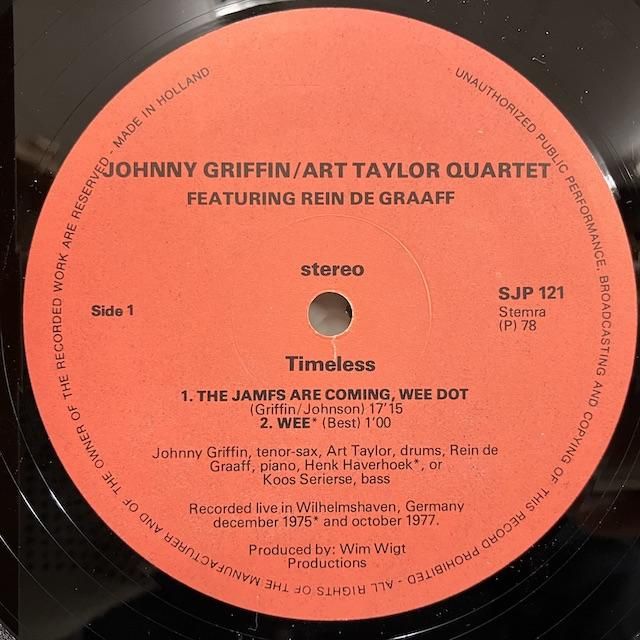 JOHNNY GRIFFIN/ART TAYLOR QUARTET
FEATURING REIN DE GRAAFF
stereo
Side 1
SJP 121
Stemra
(P) 78
Timeless
1. THE JAMFS ARE COMING, WEE DOT
(Griffin/Johnson) 17'15
2. WEE* (Best) 1'00
Johnny Griffin, tenor-sax, Art Taylor, drums, Rein de
Graaff, piano, Henk Haverhoek*, or
Koos Serierse, bass
Recorded live in Wilhelmshaven, Germany
december 1975* and october 1977.
Produced by: Wim Wigt
Productions
UNAUTHORIZED PUBLIC PERFORMANCE, BROADCASTING AND COPYING OF THIS RECORD PROHIBITED - ALL RIGHTS OF THE MANUFACTURER AND OF THE OWNER OF THE RECORDED WORK ARE RESERVED - MADE IN HOLLAND